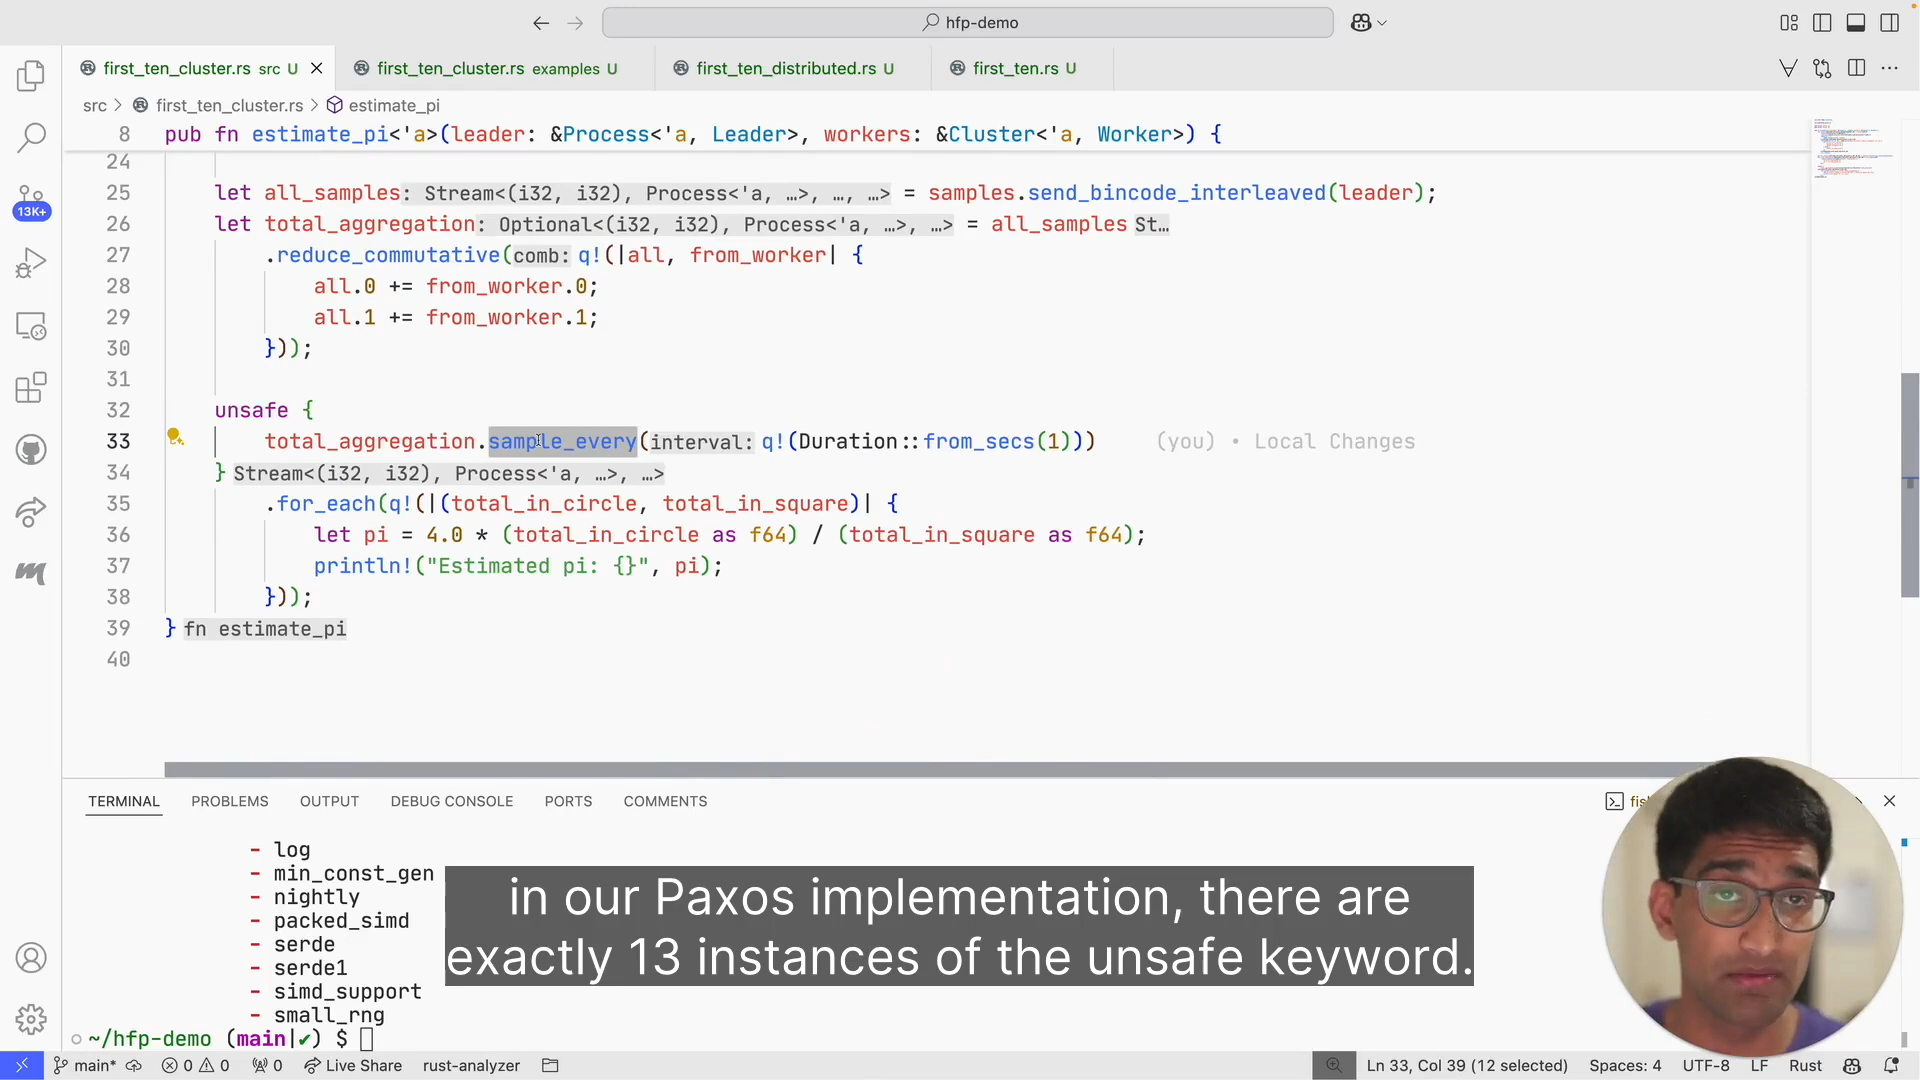 hfp-demo
first_ten_cluster.rs src U
first_ten_cluster.rs examples U
first_ten_distributed.rs U
first_ten.rs U
src > first_ten_cluster.rs > estimate_pi
13K+
8 pub fn estimate_pi<'a>(leader: &Process<'a, Leader>, workers: &Cluster<'a, Worker>) {
24
25 let all_samples: Stream<(i32, i32), Process<'a, …>, …, …> = samples.send_bincode_interleaved(leader);
26 let total_aggregation: Optional<(i32, i32), Process<'a, …>, …> = all_samples St…
27 .reduce_commutative(comb: q!(|all, from_worker| {
28 all.0 += from_worker.0;
29 all.1 += from_worker.1;
30 }));
31
32 unsafe {
33 total_aggregation.sample_every(interval: q!(Duration::from_secs(1))) (you) • Local Changes
34 } Stream<(i32, i32), Process<'a, …>, …>
35 .for_each(q!(|(total_in_circle, total_in_square)| {
36 let pi = 4.0 * (total_in_circle as f64) / (total_in_square as f64);
37 println!("Estimated pi: {}", pi);
38 }));
39 } fn estimate_pi
40
TERMINAL PROBLEMS OUTPUT DEBUG CONSOLE PORTS COMMENTS
- log
- min_const_gen
- nightly
- packed_simd
- serde
- serde1
- simd_support
- small_rng
~/hfp-demo (main|✔) $
in our Paxos implementation, there are
exactly 13 instances of the unsafe keyword.
main* 0 0 0 Live Share rust-analyzer
Ln 33, Col 39 (12 selected) Spaces: 4 UTF-8 LF Rust